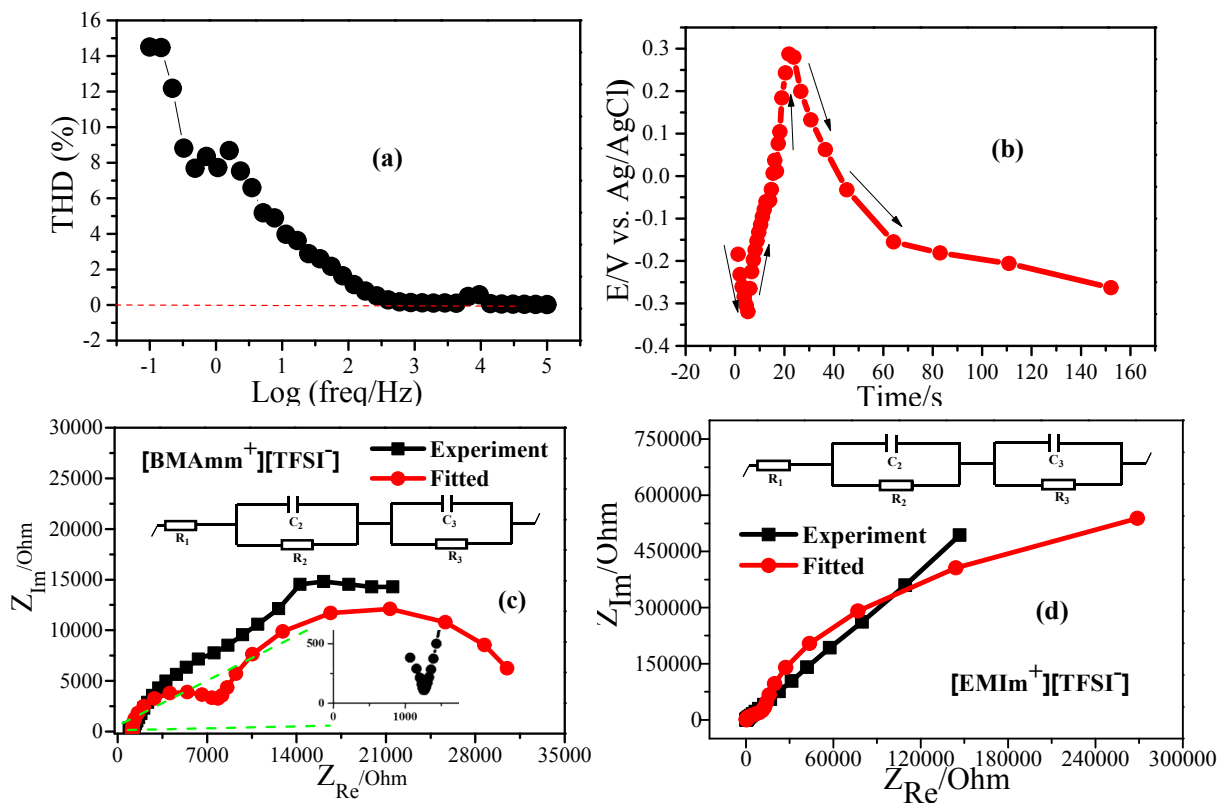 16
14
12
10
8
6
4
2
0
-2
THD (%)
(a)
-1 0 1 2 3 4 5
Log (freq/Hz)
0.3
0.2
0.1
0.0
-0.1
-0.2
-0.3
-0.4
E/V vs. Ag/AgCl
(b)
-20 0 20 40 60 80 100 120 140 160
Time/s
30000
25000
20000
15000
10000
5000
0
Z_Im/Ohm
[BMAmm⁺][TFSI⁻]
Experiment
Fitted
R₁
C₂
R₂
C₃
R₃
(c)
500
0
0 1000
0 7000 14000 21000 28000 35000
Z_Re/Ohm
750000
600000
450000
300000
150000
0
Z_Im/Ohm
R₁
C₂
R₂
C₃
R₃
Experiment
Fitted
(d)
[EMIm⁺][TFSI⁻]
0 60000 120000 180000 240000 300000
Z_Re/Ohm